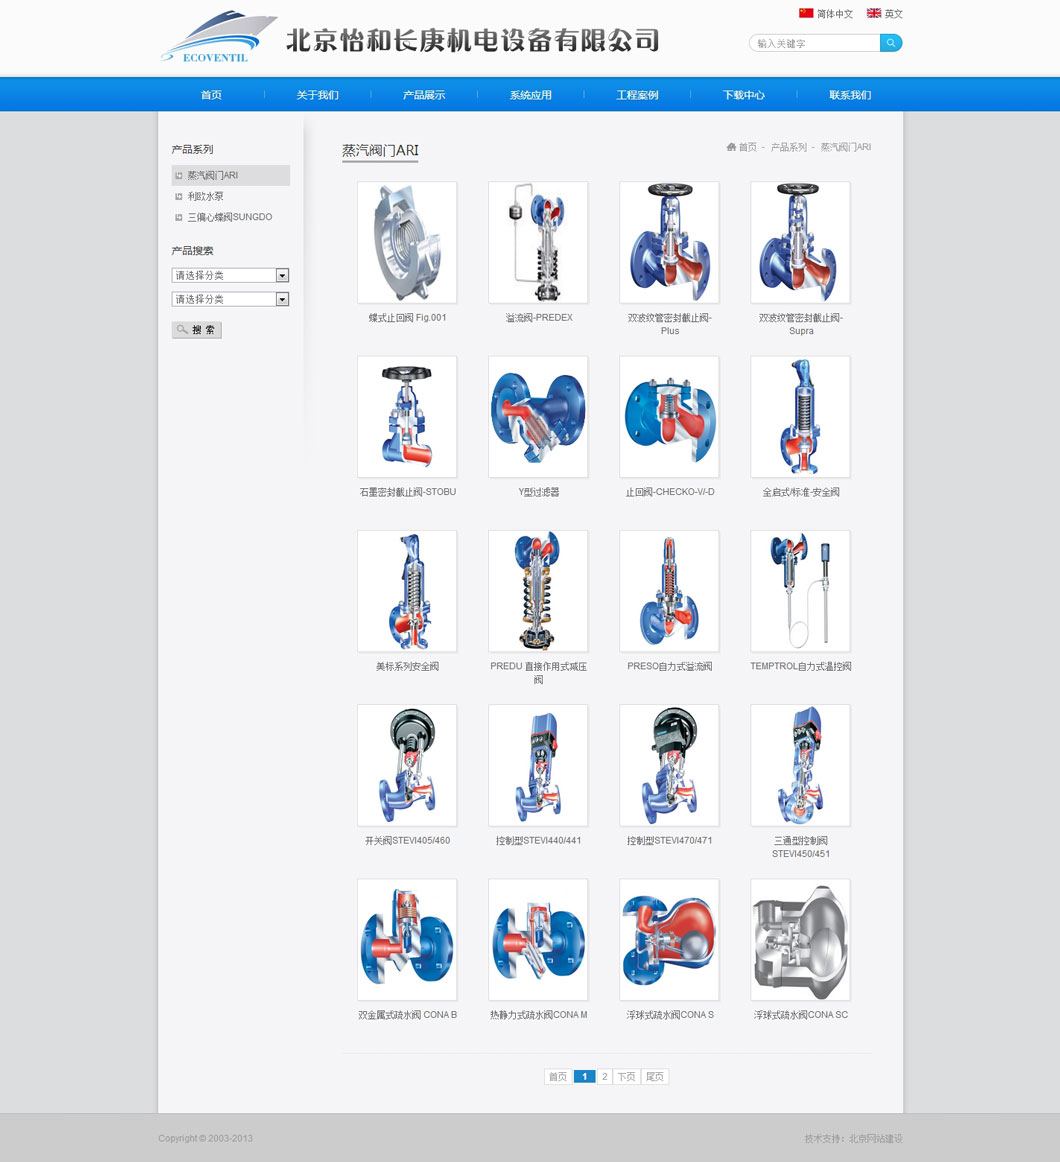 简体中文 英文
ECOVENTIL
北京怡和长庚机电设备有限公司
输入关键字
首页 关于我们 产品展示 系统应用 工程案例 下载中心 联系我们
产品系列
蒸汽阀门ARI
利欧水泵
三偏心蝶阀SUNGDO
产品搜索
请选择分类
请选择分类
搜 索
蒸汽阀门ARI
首页 - 产品系列 - 蒸汽阀门ARI
蝶式止回阀 Fig.001
溢流阀-PREDEX
双波纹管密封截止阀-
Plus
双波纹管密封截止阀-
Supra
石墨密封截止阀-STOBU
Y型过滤器
止回阀-CHECKO-V/-D
全启式/标准-安全阀
美标系列安全阀
PREDU 直接作用式减压
阀
PRESO自力式溢流阀
TEMPTROL自力式温控阀
开关阀STEVI405/460
控制型STEVI440/441
控制型STEVI470/471
三通型控制阀
STEVI450/451
双金属式疏水阀 CONA B
热静力式疏水阀CONA M
浮球式疏水阀CONA S
浮球式疏水阀CONA SC
首页 1 2 下页 尾页
Copyright © 2003-2013
技术支持：北京网站建设